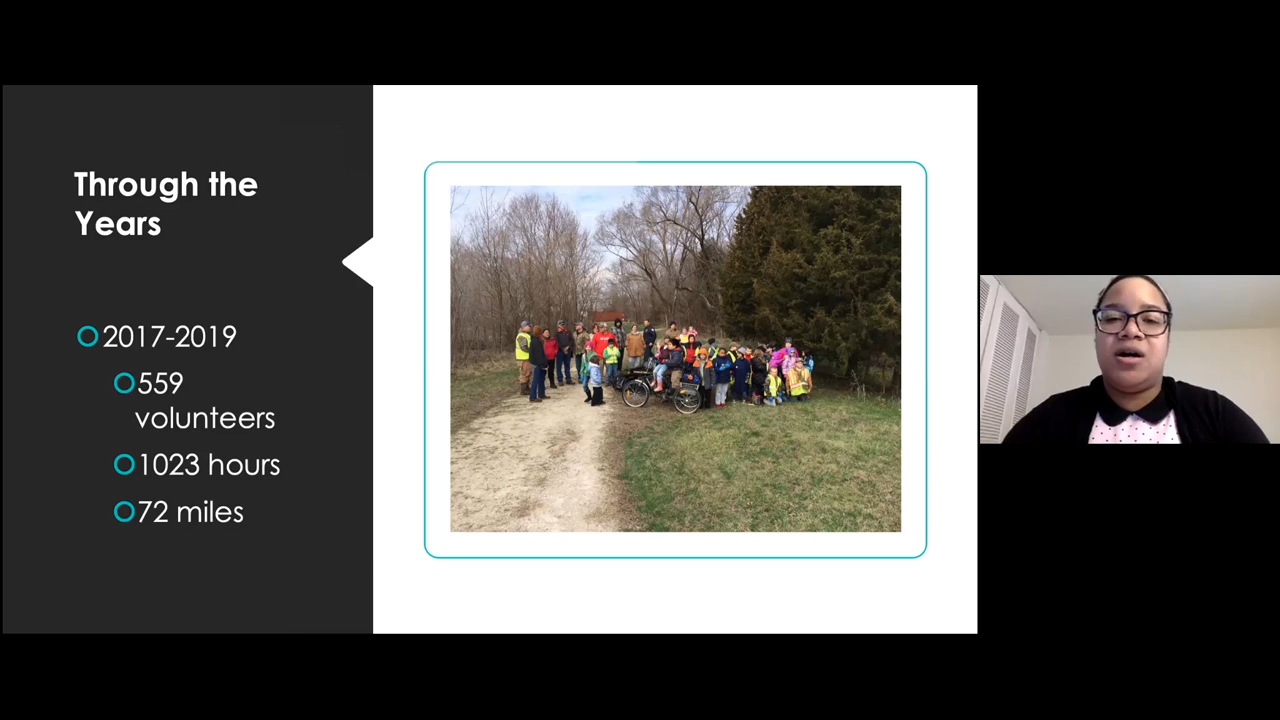 Through the
Years
2017-2019
559
volunteers
1023 hours
72 miles